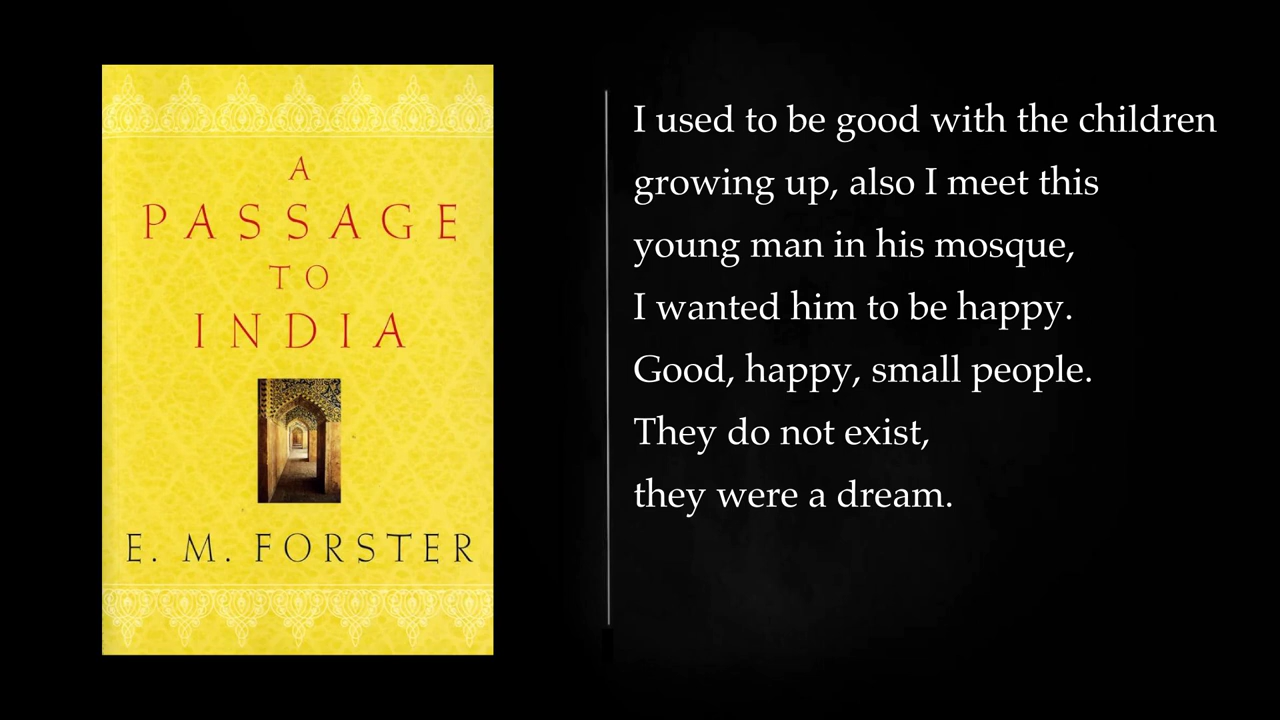 A
PASSAGE
TO
INDIA
E. M. FORSTER
I used to be good with the children
growing up, also I meet this
young man in his mosque,
I wanted him to be happy.
Good, happy, small people.
They do not exist,
they were a dream.